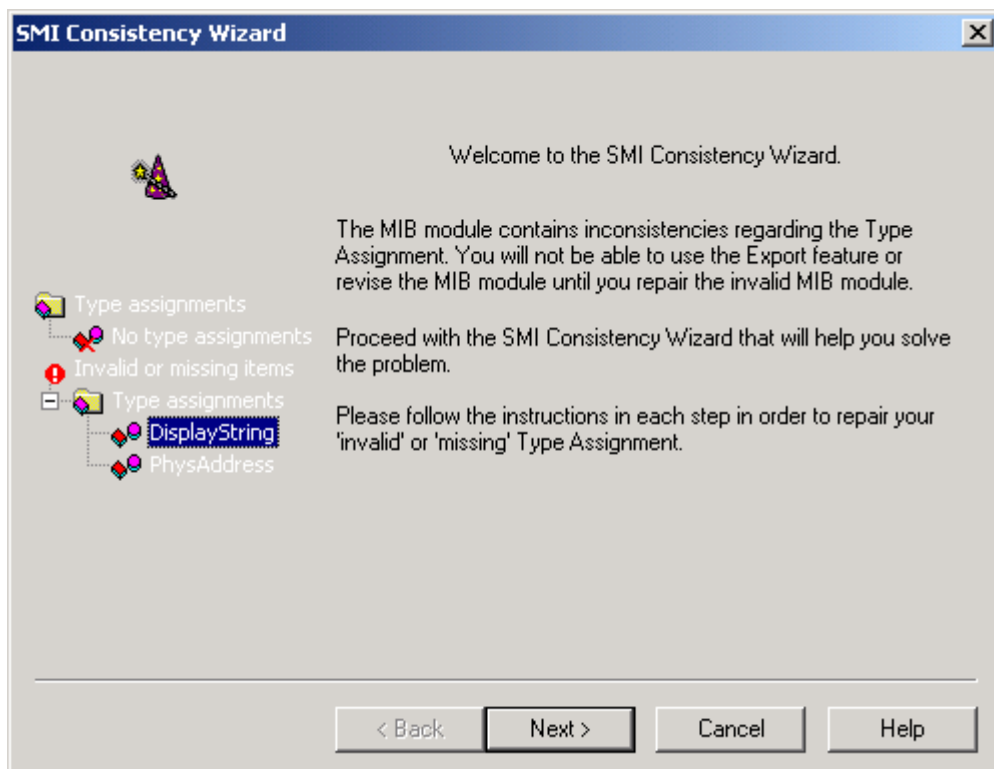 SMI Consistency Wizard
Welcome to the SMI Consistency Wizard.
The MIB module contains inconsistencies regarding the Type
Assignment. You will not be able to use the Export feature or
revise the MIB module until you repair the invalid MIB module.
Proceed with the SMI Consistency Wizard that will help you solve
the problem.
Please follow the instructions in each step in order to repair your
'invalid' or 'missing' Type Assignment.
Type assignments
No type assignments
Invalid or missing items
Type assignments
DisplayString
PhysAddress
< Back
Next >
Cancel
Help